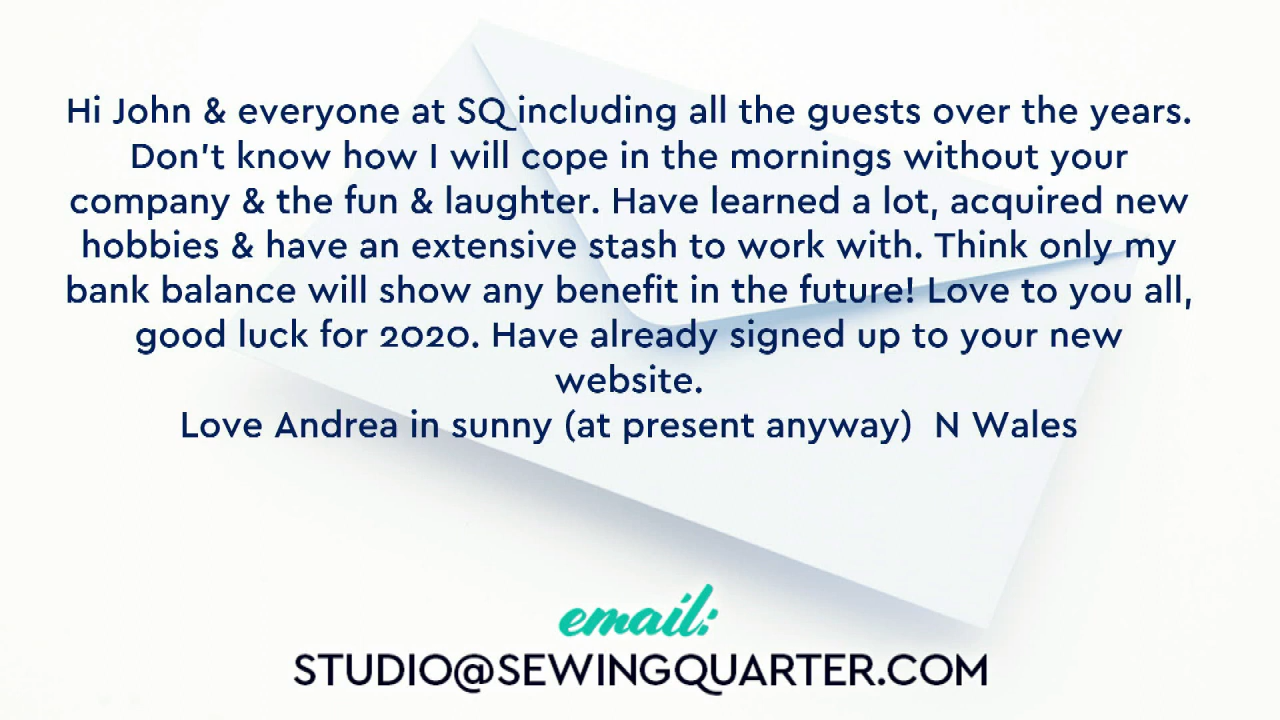 Hi John & everyone at SQ including all the guests over the years.
Don't know how I will cope in the mornings without your
company & the fun & laughter. Have learned a lot, acquired new
hobbies & have an extensive stash to work with. Think only my
bank balance will show any benefit in the future! Love to you all,
good luck for 2020. Have already signed up to your new
website.
Love Andrea in sunny (at present anyway)  N Wales
email:
STUDIO@SEWINGQUARTER.COM